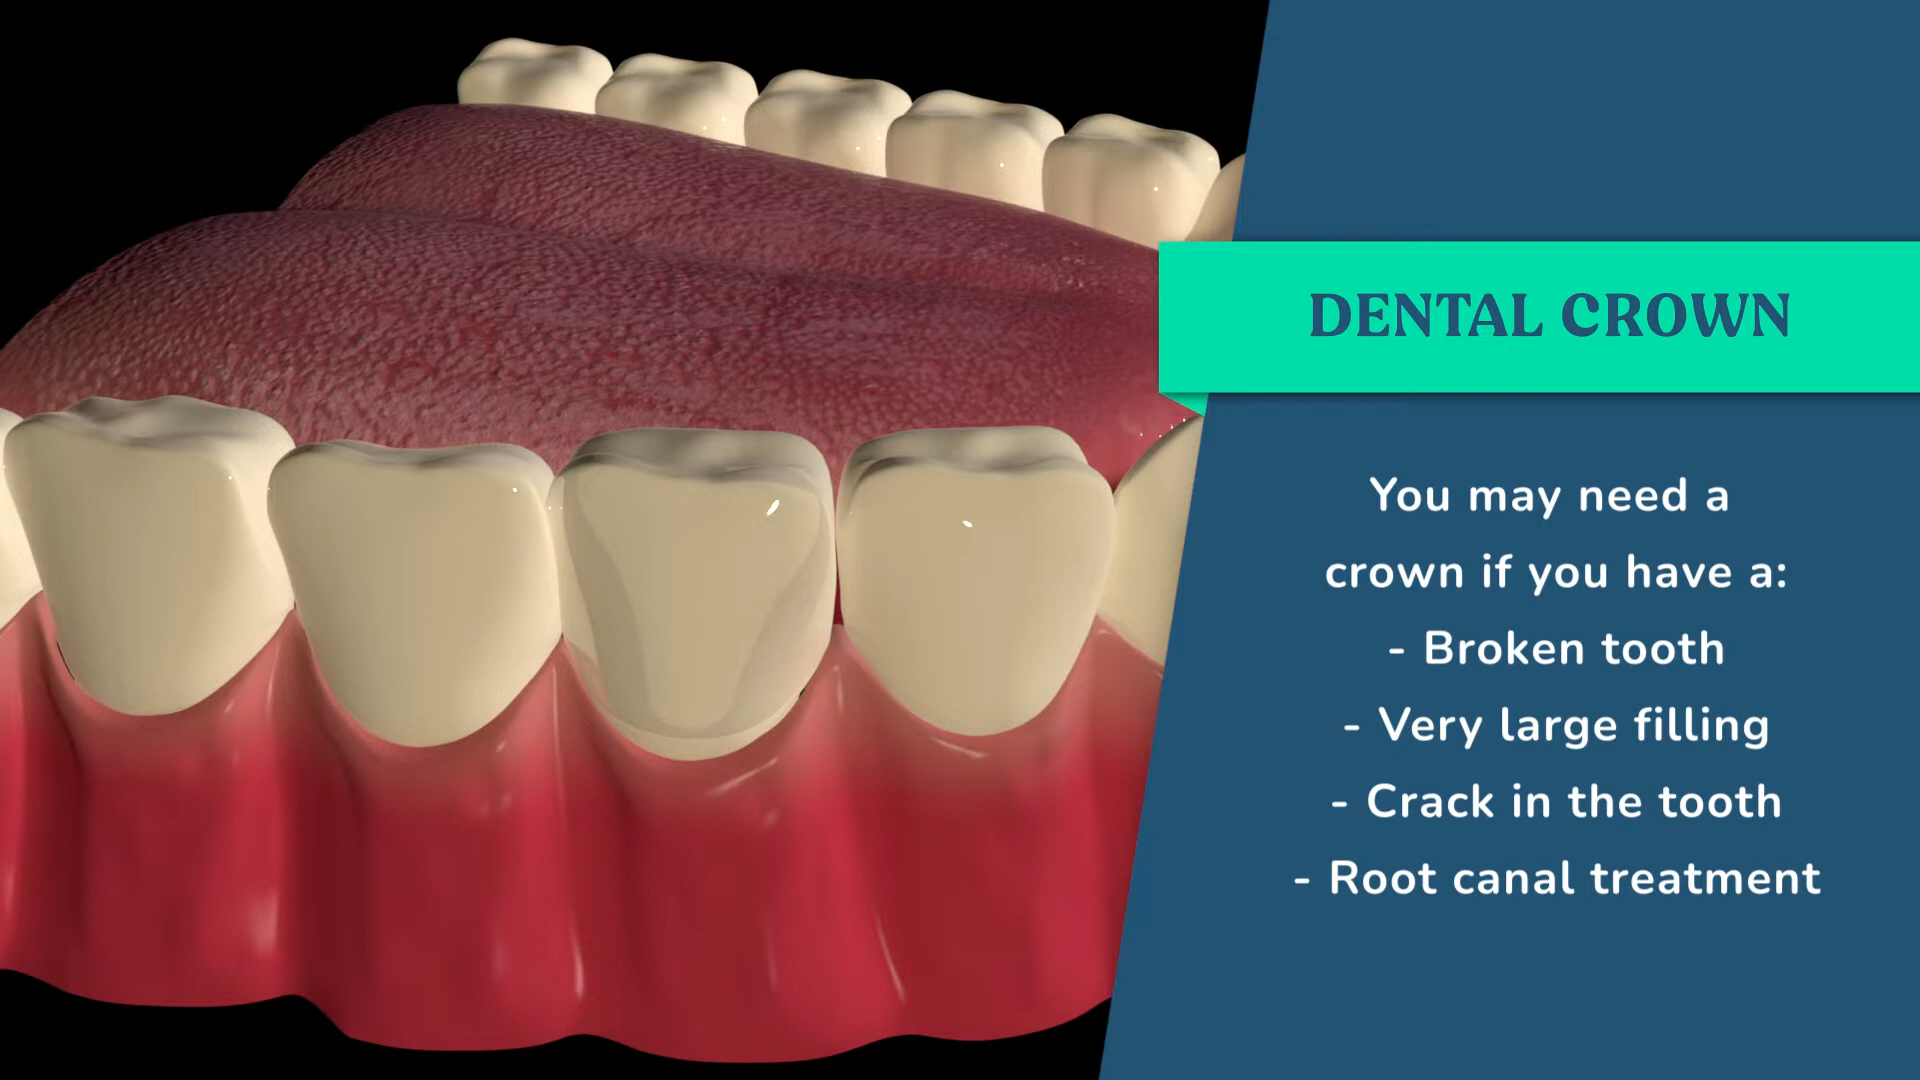 DENTAL CROWN
You may need a
crown if you have a:
- Broken tooth
- Very large filling
- Crack in the tooth
- Root canal treatment